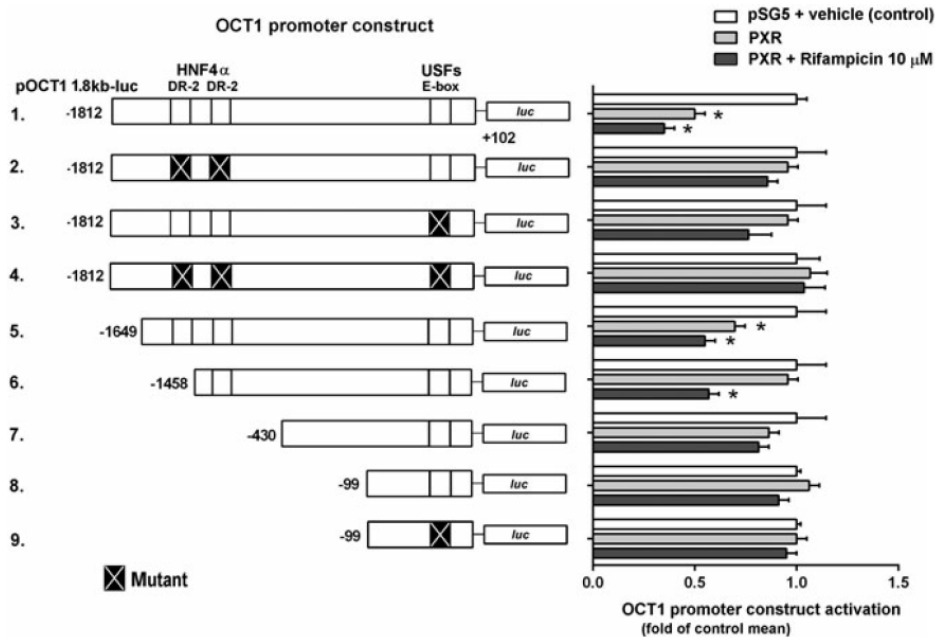 OCT1 promoter construct
pSG5 + vehicle (control)
PXR
PXR + Rifampicin 10 μM
HNF4α
USFs
pOCT1 1.8kb-luc
DR-2 DR-2
E-box
1. -1812 luc
+102
*
*
2. -1812 luc
3. -1812 luc
4. -1812 luc
5. -1649 luc
*
*
6. -1458 luc
*
7. -430 luc
8. -99 luc
9. -99 luc
Mutant
0.0 0.5 1.0 1.5
OCT1 promoter construct activation
(fold of control mean)